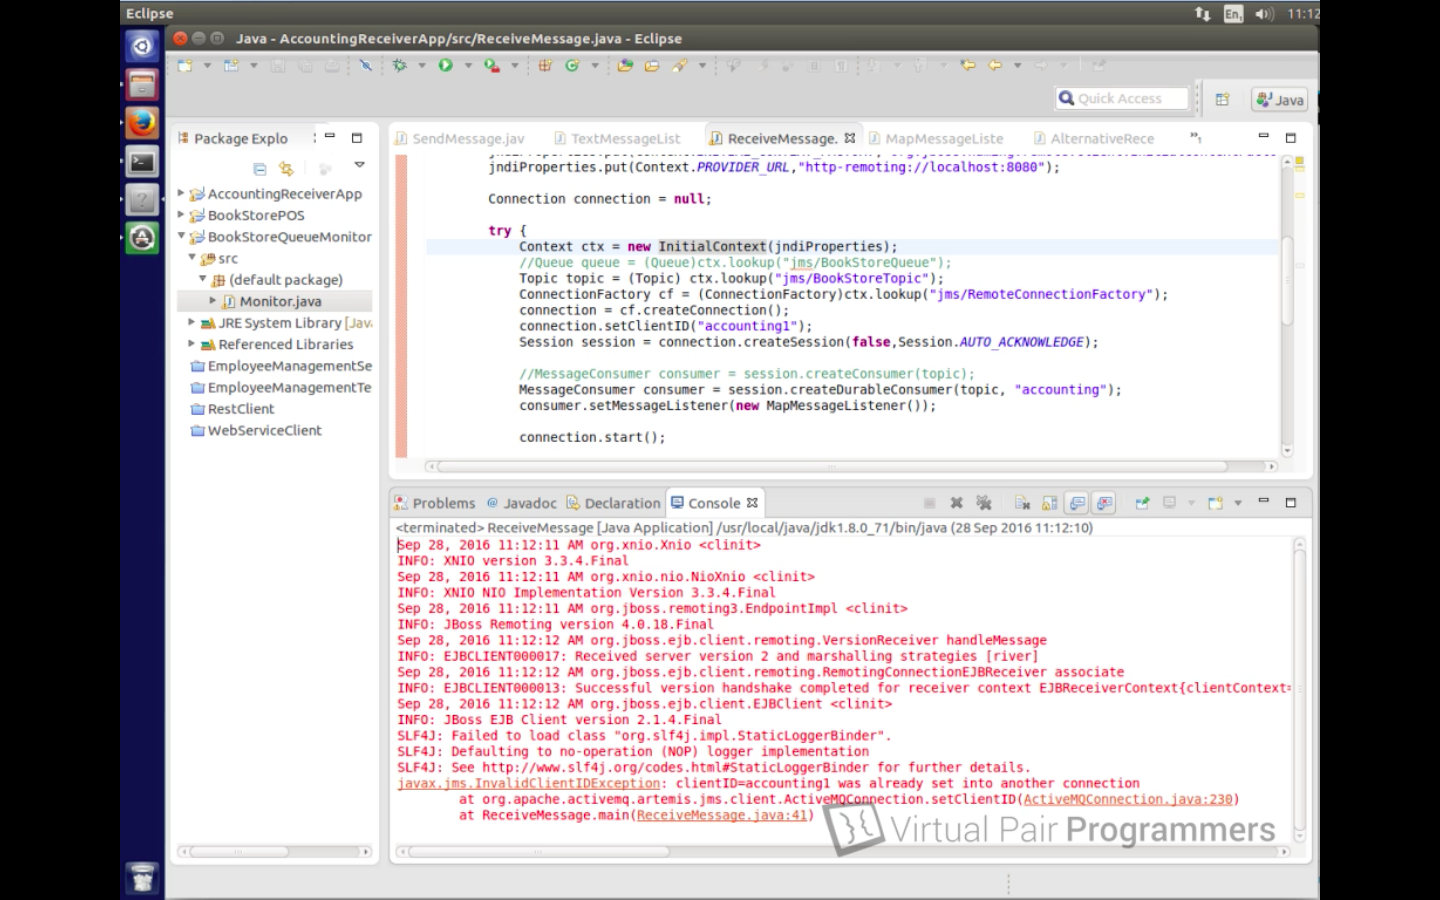 Eclipse
En
11:12
Java - AccountingReceiverApp/src/ReceiveMessage.java - Eclipse
Quick Access
Java
Package Explo
SendMessage.jav
TextMessageList
ReceiveMessage.
MapMessageListe
AlternativeRece
"1
AccountingReceiverApp
BookStorePOS
BookStoreQueueMonitor
src
(default package)
Monitor.java
JRE System Library [Jav
Referenced Libraries
EmployeeManagementSe
EmployeeManagementTe
RestClient
WebServiceClient
jndiProperties.put(Context.PROVIDER_URL,"http-remoting://localhost:8080");
Connection connection = null;
try {
Context ctx = new InitialContext(jndiProperties);
//Queue queue = (Queue)ctx.lookup("jms/BookStoreQueue");
Topic topic = (Topic) ctx.lookup("jms/BookStoreTopic");
ConnectionFactory cf = (ConnectionFactory)ctx.lookup("jms/RemoteConnectionFactory");
connection = cf.createConnection();
connection.setClientID("accounting1");
Session session = connection.createSession(false,Session.AUTO_ACKNOWLEDGE);
//MessageConsumer consumer = session.createConsumer(topic);
MessageConsumer consumer = session.createDurableConsumer(topic, "accounting");
consumer.setMessageListener(new MapMessageListener());
connection.start();
Problems
@ Javadoc
Declaration
Console
<terminated> ReceiveMessage [Java Application] /usr/local/java/jdk1.8.0_71/bin/java (28 Sep 2016 11:12:10)
Sep 28, 2016 11:12:11 AM org.xnio.Xnio <clinit>
INFO: XNIO version 3.3.4.Final
Sep 28, 2016 11:12:11 AM org.xnio.nio.NioXnio <clinit>
INFO: XNIO NIO Implementation Version 3.3.4.Final
Sep 28, 2016 11:12:11 AM org.jboss.remoting3.EndpointImpl <clinit>
INFO: JBoss Remoting version 4.0.18.Final
Sep 28, 2016 11:12:12 AM org.jboss.ejb.client.remoting.VersionReceiver handleMessage
INFO: EJBCLIENT000017: Received server version 2 and marshalling strategies [river]
Sep 28, 2016 11:12:12 AM org.jboss.ejb.client.remoting.RemotingConnectionEJBReceiver associate
INFO: EJBCLIENT000013: Successful version handshake completed for receiver context EJBReceiverContext{clientContext=
Sep 28, 2016 11:12:12 AM org.jboss.ejb.client.EJBClient <clinit>
INFO: JBoss EJB Client version 2.1.4.Final
SLF4J: Failed to load class "org.slf4j.impl.StaticLoggerBinder".
SLF4J: Defaulting to no-operation (NOP) logger implementation
SLF4J: See http://www.slf4j.org/codes.html#StaticLoggerBinder for further details.
javax.jms.InvalidClientIDException: clientID=accounting1 was already set into another connection
at org.apache.activemq.artemis.jms.client.ActiveMQConnection.setClientID(ActiveMQConnection.java:230)
at ReceiveMessage.main(ReceiveMessage.java:41)
Virtual Pair Programmers